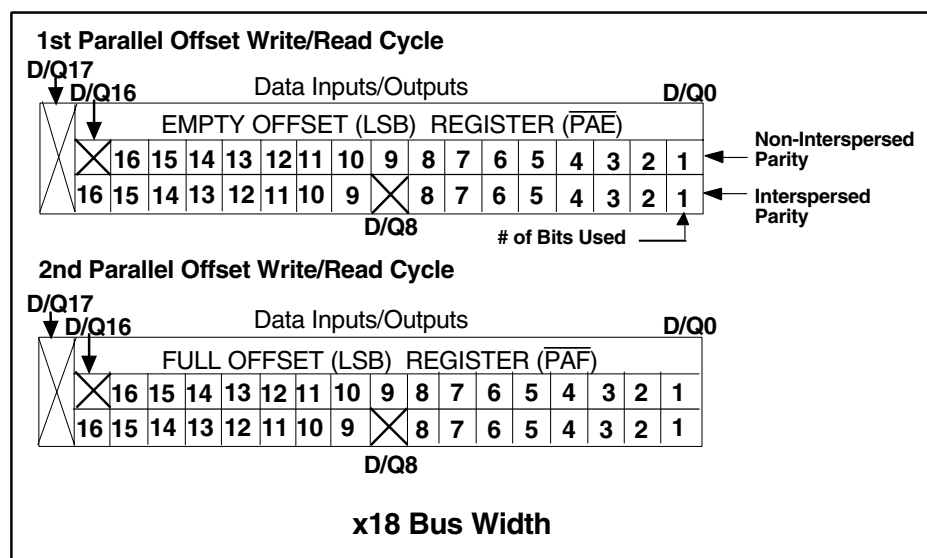 1st Parallel Offset Write/Read Cycle
D/Q17
D/Q16
Data Inputs/Outputs
D/Q0
EMPTY OFFSET (LSB) REGISTER (PAE)
16 15 14 13 12 11 10 9 8 7 6 5 4 3 2 1
Non-Interspersed Parity
16 15 14 13 12 11 10 9 8 7 6 5 4 3 2 1
Interspersed Parity
D/Q8
# of Bits Used
2nd Parallel Offset Write/Read Cycle
D/Q17
D/Q16
Data Inputs/Outputs
D/Q0
FULL OFFSET (LSB) REGISTER (PAF)
16 15 14 13 12 11 10 9 8 7 6 5 4 3 2 1
16 15 14 13 12 11 10 9 8 7 6 5 4 3 2 1
D/Q8
x18 Bus Width